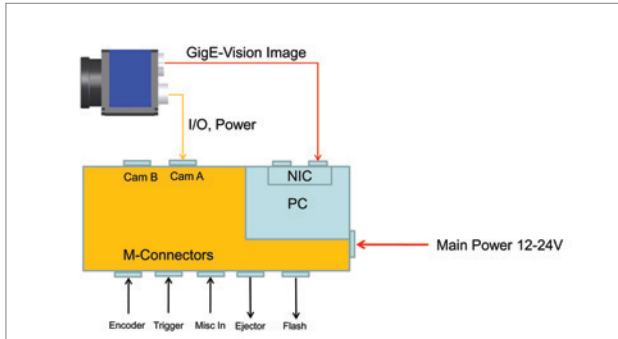 GigE-Vision Image
I/O, Power
Cam B
Cam A
NIC
PC
Main Power 12-24V
M-Connectors
Encoder
Trigger
Misc In
Ejector
Flash